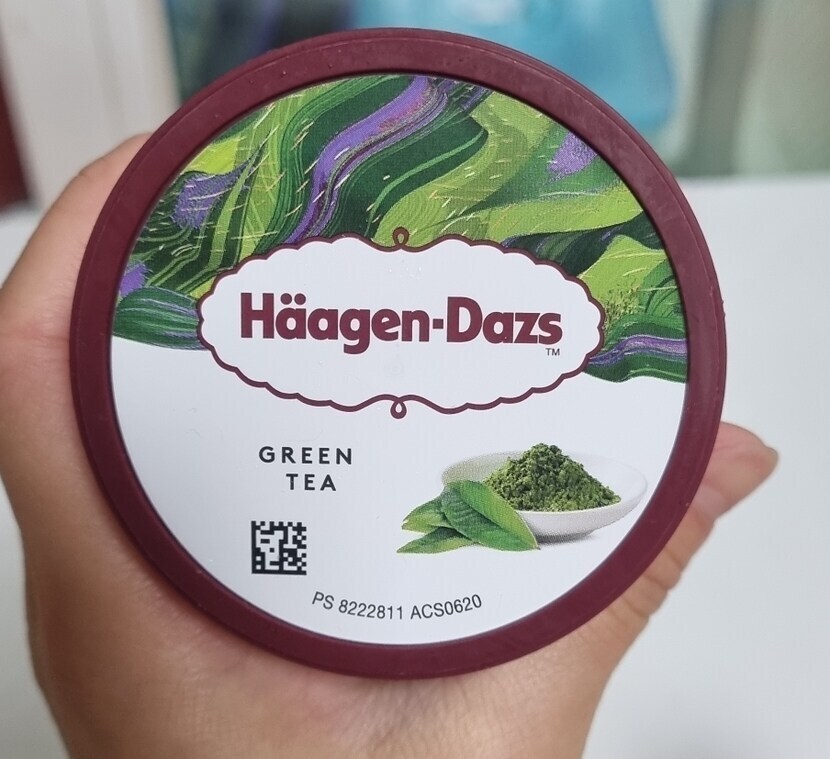 Häagen-Dazs
TM
GREEN
TEA
PS 8222811 ACS0620